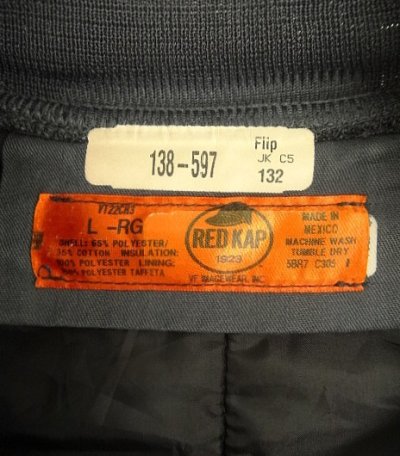 138-597
Flip
JK C5
132
L -RG
SHELL: 65% POLYESTER/
35% COTTON INSULATION:
100% POLYESTER LINING:
100% POLYESTER TAFFETA
RED KAP
1923
VF IMAGEWEAR, INC.
MADE IN
MEXICO
MACHINE WASH
TUMBLE DRY